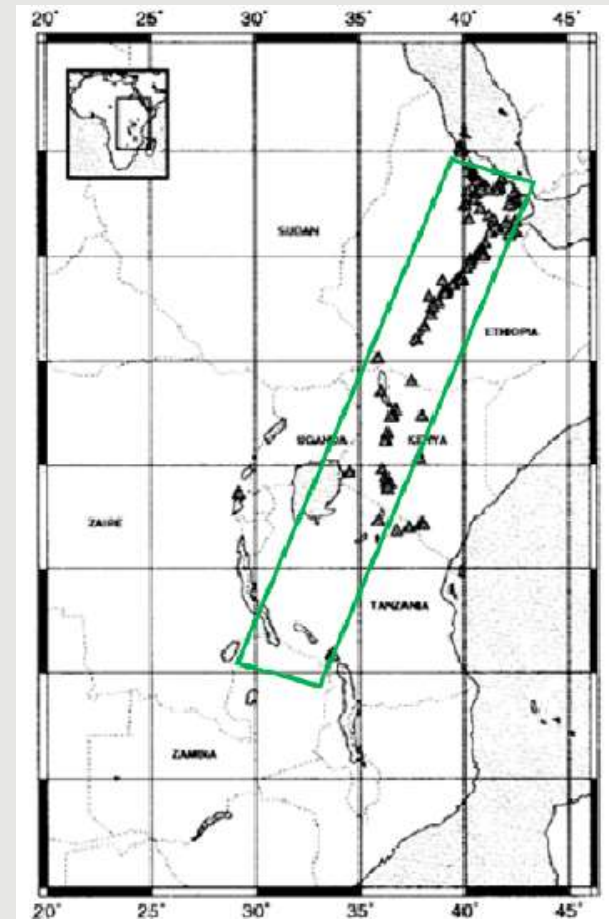 20° 25° 30° 35° 40° 45°
SUDAN
ETHIOPIA
UGANDA KENYA
ZAIRE
TANZANIA
ZAMBIA
20° 25° 30° 35° 40° 45°